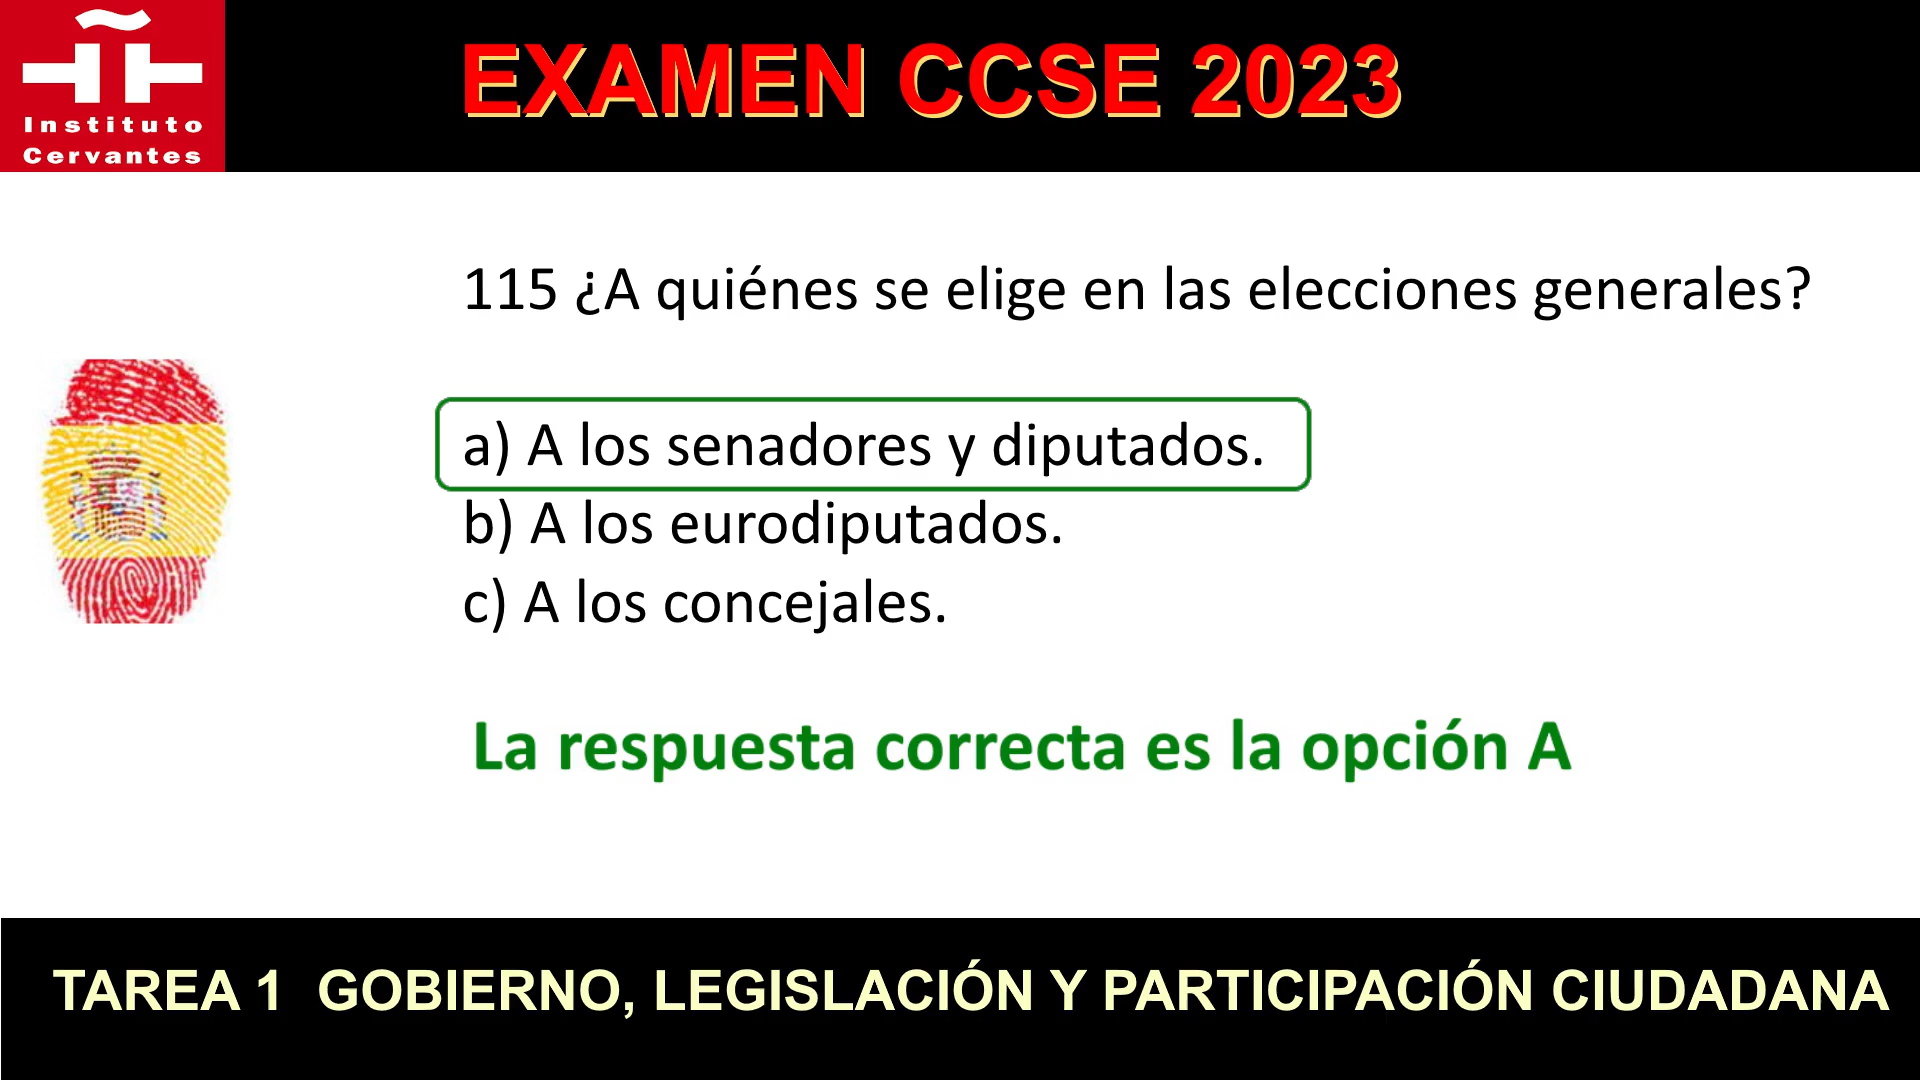 Instituto
Cervantes
EXAMEN CCSE 2023
115 ¿A quiénes se elige en las elecciones generales?
a) A los senadores y diputados.
b) A los eurodiputados.
c) A los concejales.
La respuesta correcta es la opción A
TAREA 1 GOBIERNO, LEGISLACIÓN Y PARTICIPACIÓN CIUDADANA